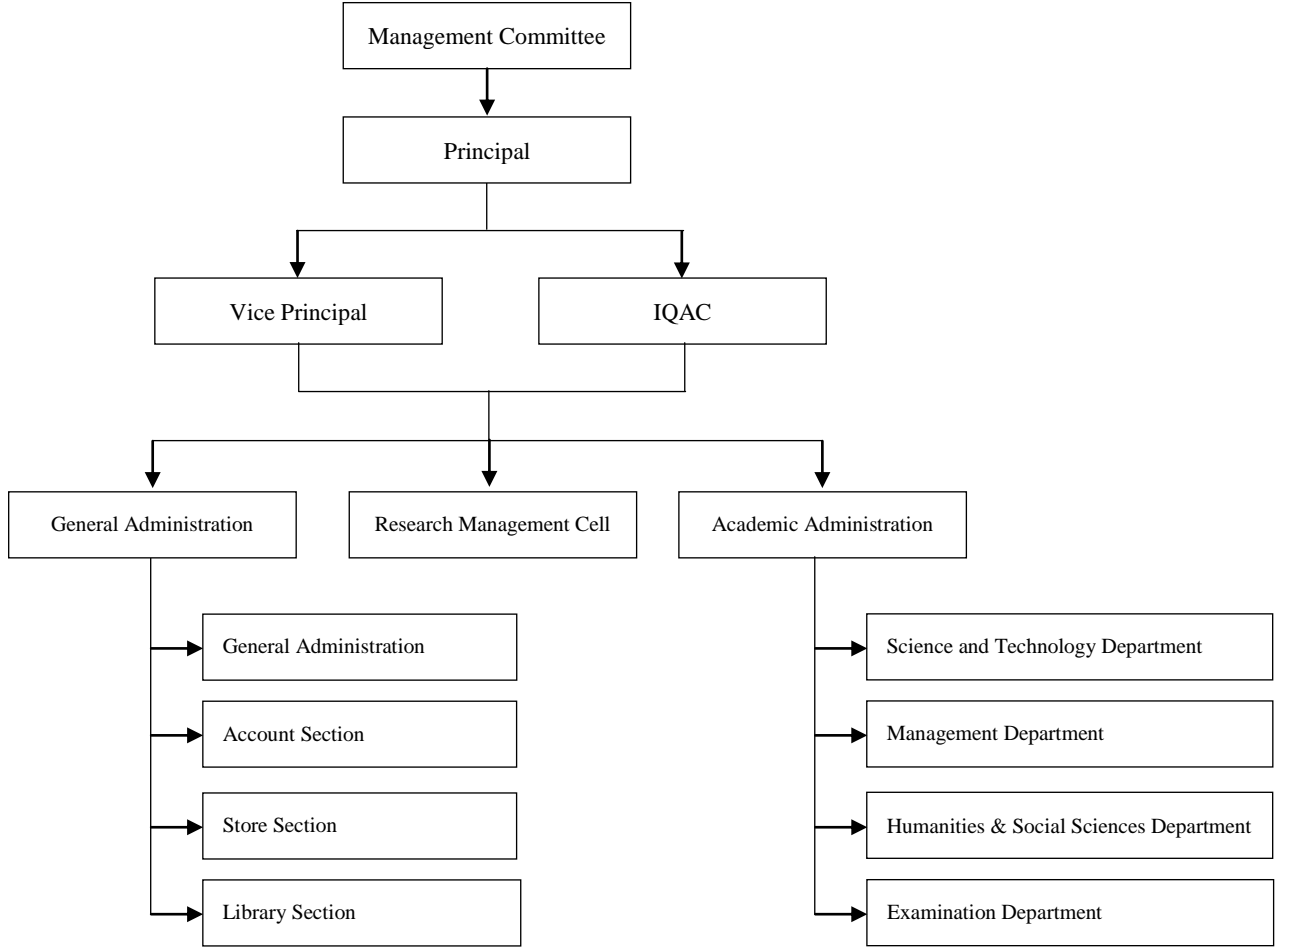 Management Committee
Principal
Vice Principal
IQAC
General Administration
Research Management Cell
Academic Administration
General Administration
Account Section
Store Section
Library Section
Science and Technology Department
Management Department
Humanities & Social Sciences Department
Examination Department